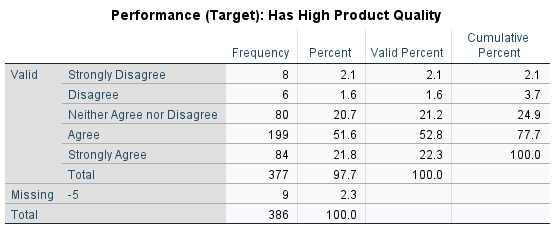 Performance (Target): Has High Product Quality
Frequency Percent Valid Percent Cumulative Percent
Valid Strongly Disagree 8 2.1 2.1 2.1
Disagree 6 1.6 1.6 3.7
Neither Agree nor Disagree 80 20.7 21.2 24.9
Agree 199 51.6 52.8 77.7
Strongly Agree 84 21.8 22.3 100.0
Total 377 97.7 100.0
Missing -5 9 2.3
Total 386 100.0